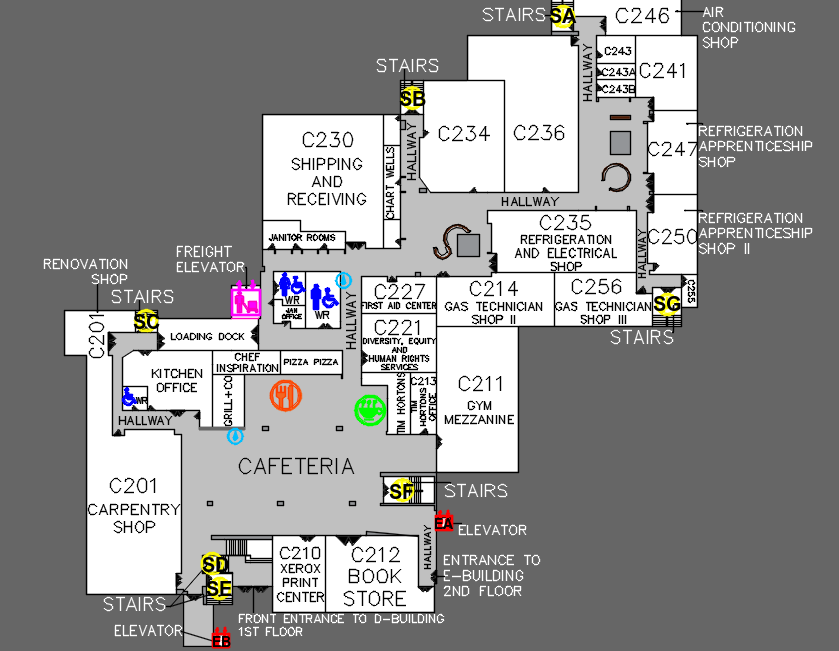 STAIRS
SA
C246
AIR
CONDITIONING
SHOP
HALLWAY
C243
C243A
C243B
C241
STAIRS
SB
HALLWAY
C234
C236
C230
SHIPPING
AND
RECEIVING
CHART WELLS
C247
REFRIGERATION
APPRENTICESHIP
SHOP
HALLWAY
JANITOR ROOMS
C235
REFRIGERATION
AND ELECTRICAL
SHOP
HALLWAY
C250
REFRIGERATION
APPRENTICESHIP
SHOP II
FREIGHT
ELEVATOR
RENOVATION
SHOP
STAIRS
SC
C201
WR
JAN
OFFICE
WR
HALLWAY
C227
FIRST AID CENTER
C214
GAS TECHNICIAN
SHOP II
C256
GAS TECHNICIAN
SHOP III
C255
SG
STAIRS
LOADING DOCK
C221
DIVERSITY, EQUITY
AND
HUMAN RIGHTS
SERVICES
CHEF
INSPIRATION
PIZZA PIZZA
KITCHEN
OFFICE
WR
GRILL+CO
TIM HORTONS
C213
TIM
HORTONS
OFFICE
C211
GYM
MEZZANINE
HALLWAY
CAFETERIA
C201
CARPENTRY
SHOP
SF
STAIRS
EA
ELEVATOR
HALLWAY
ENTRANCE TO
E-BUILDING
2ND FLOOR
SD
SE
STAIRS
C210
XEROX
PRINT
CENTER
C212
BOOK
STORE
FRONT ENTRANCE TO D-BUILDING
1ST FLOOR
ELEVATOR
EB